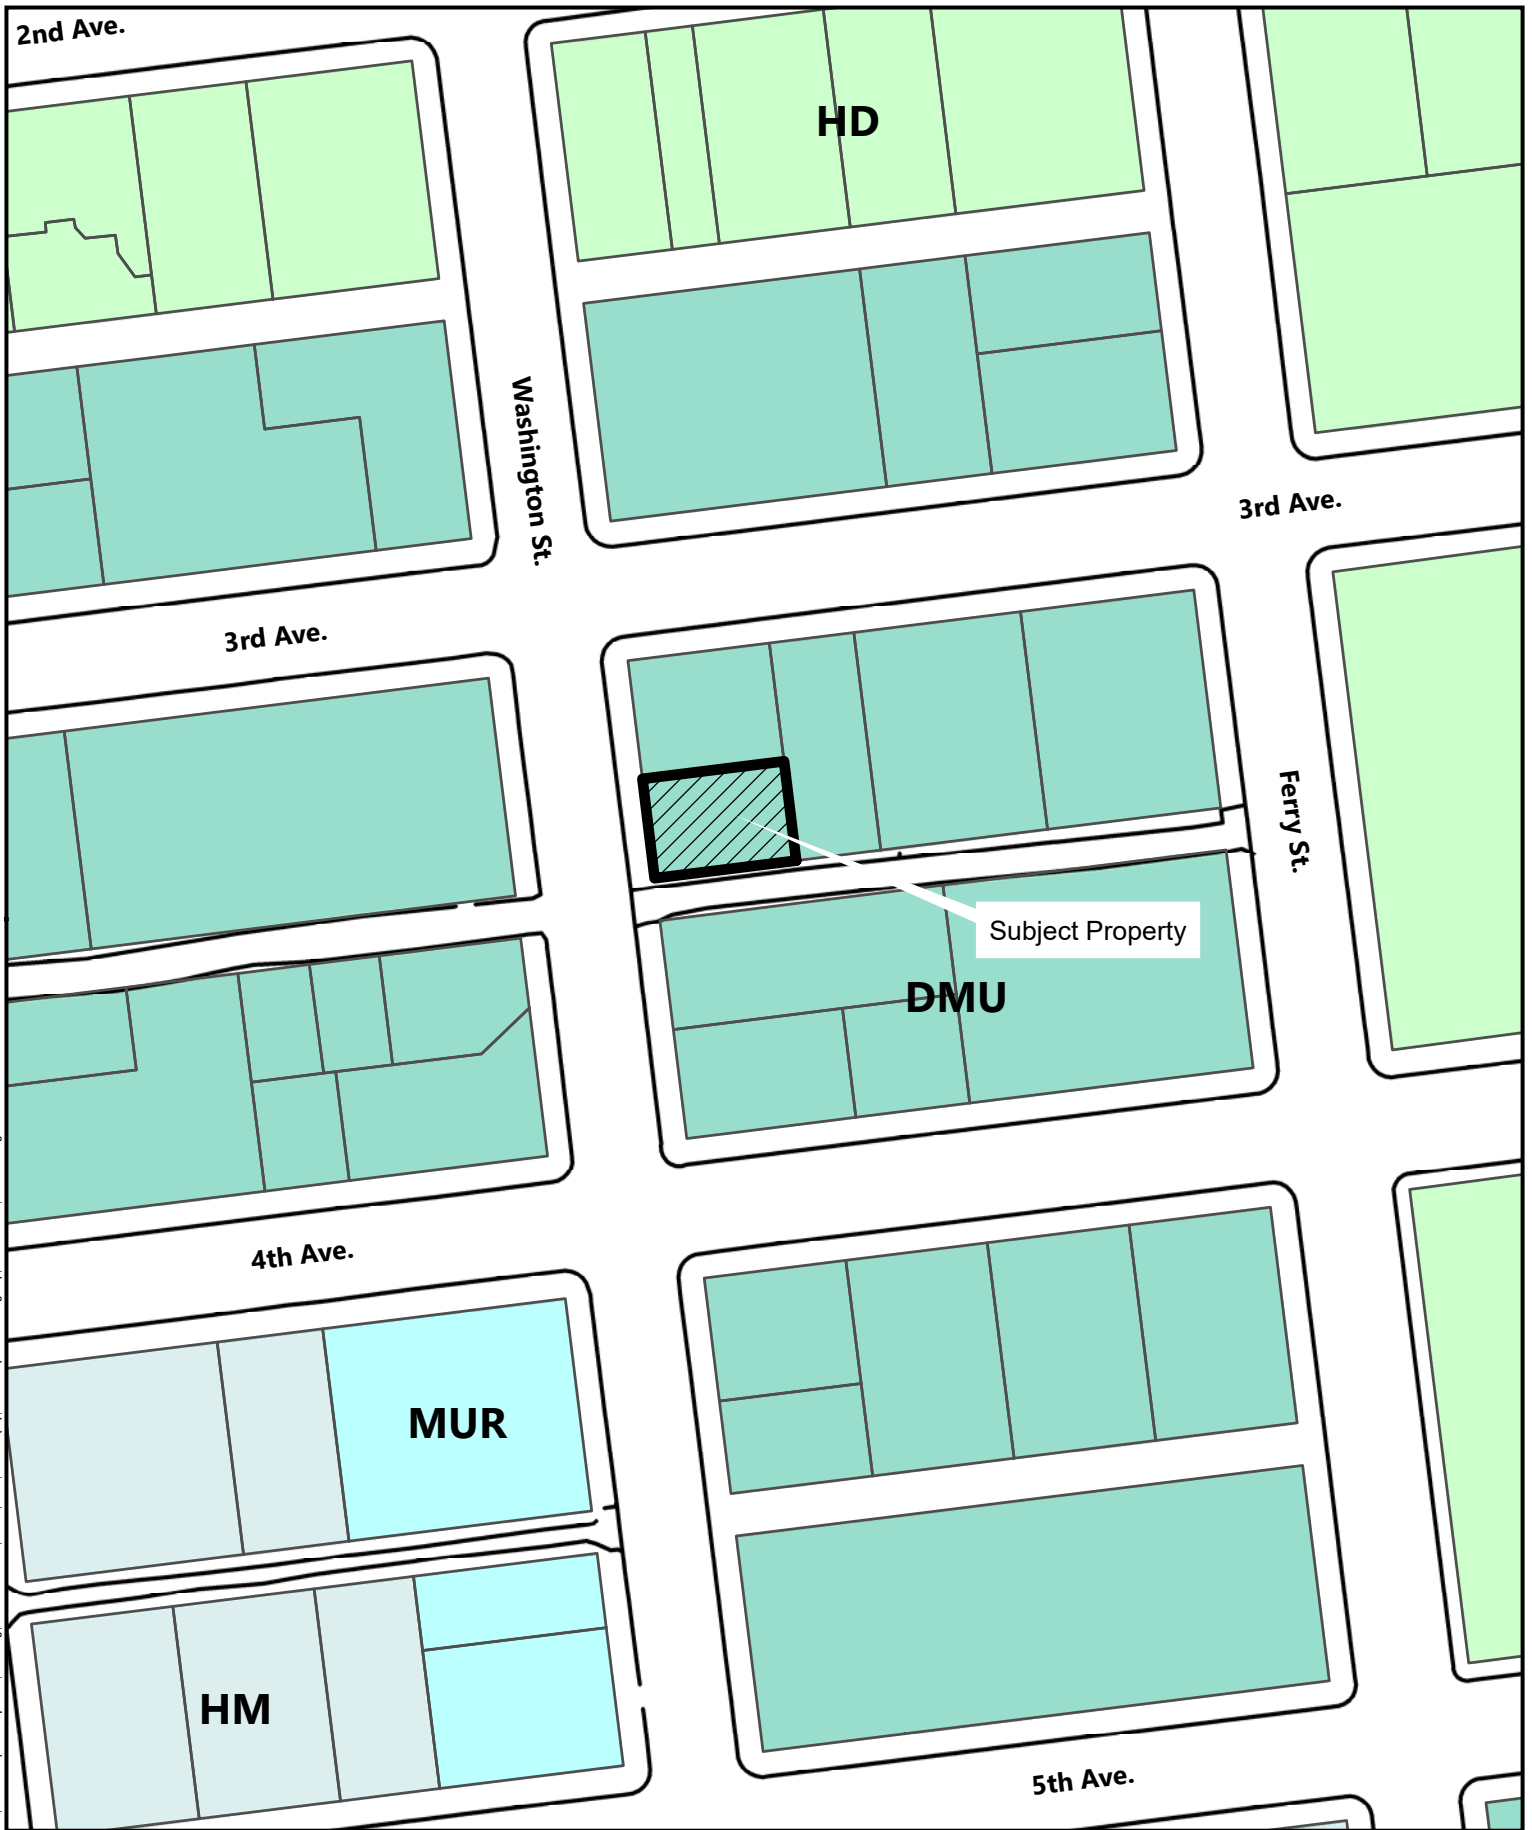 2nd Ave.
HD
Washington St.
3rd Ave.
3rd Ave.
Ferry St.
Subject Property
DMU
4th Ave.
MUR
HM
5th Ave.